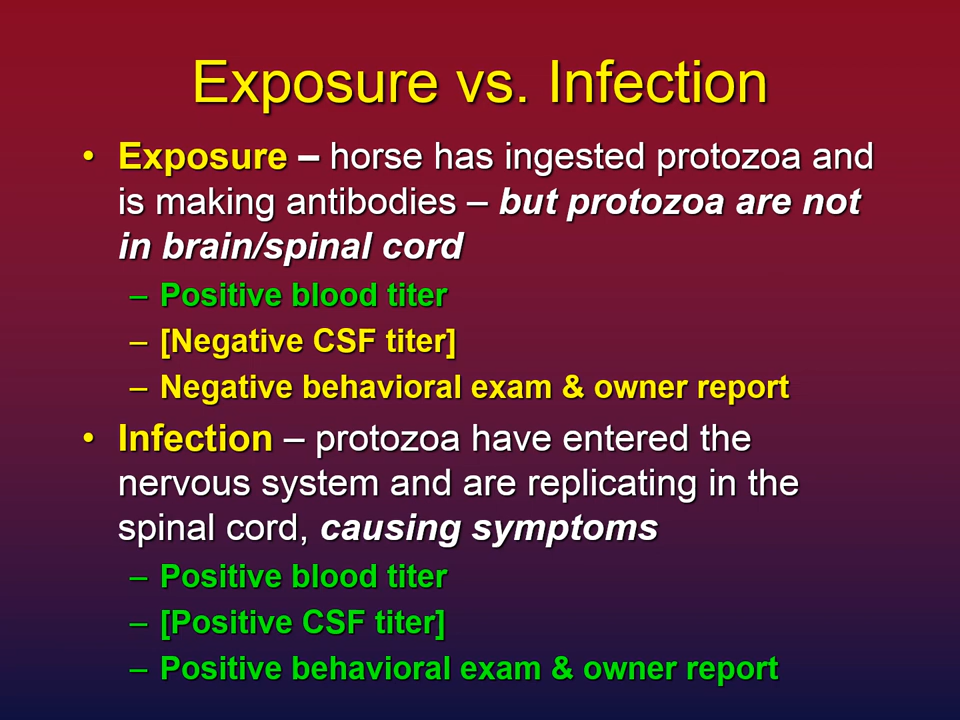 Exposure vs. Infection
• Exposure – horse has ingested protozoa and
is making antibodies – but protozoa are not
in brain/spinal cord
– Positive blood titer
– [Negative CSF titer]
– Negative behavioral exam & owner report
• Infection – protozoa have entered the
nervous system and are replicating in the
spinal cord, causing symptoms
– Positive blood titer
– [Positive CSF titer]
– Positive behavioral exam & owner report